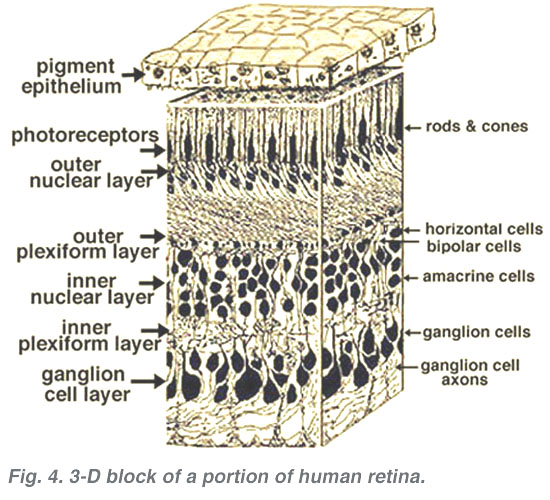 pigment
epithelium
photoreceptors
outer
nuclear layer
outer
plexiform layer
inner
nuclear layer
inner
plexiform layer
ganglion
cell layer
rods & cones
horizontal cells
bipolar cells
amacrine cells
ganglion cells
ganglion cell
axons
Fig. 4. 3-D block of a portion of human retina.